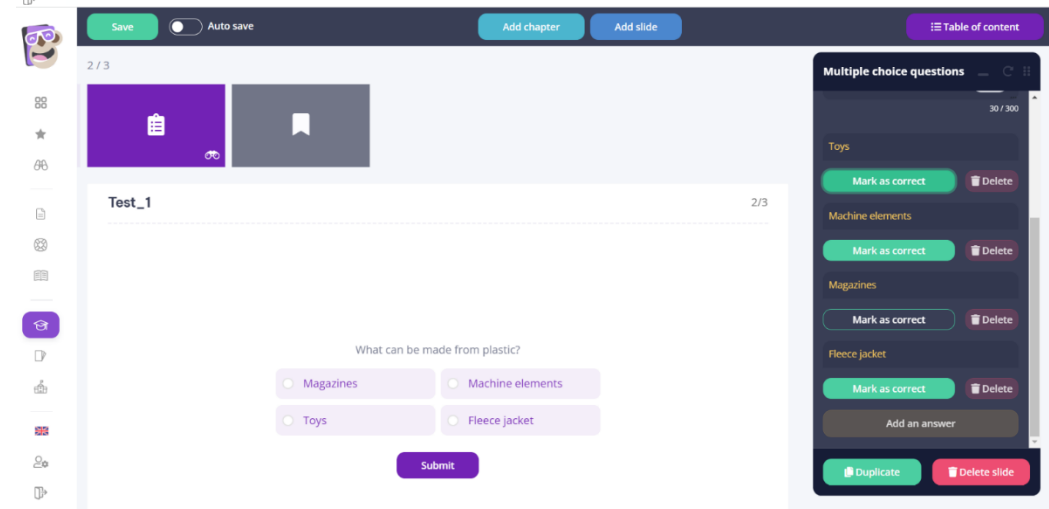 Save
Auto save
Add chapter
Add slide
Table of content
2 / 3
Test_1
2/3
What can be made from plastic?
Magazines
Machine elements
Toys
Fleece jacket
Submit
Multiple choice questions
30 / 300
Toys
Mark as correct
Delete
Machine elements
Mark as correct
Delete
Magazines
Mark as correct
Delete
Fleece jacket
Mark as correct
Delete
Add an answer
Duplicate
Delete slide